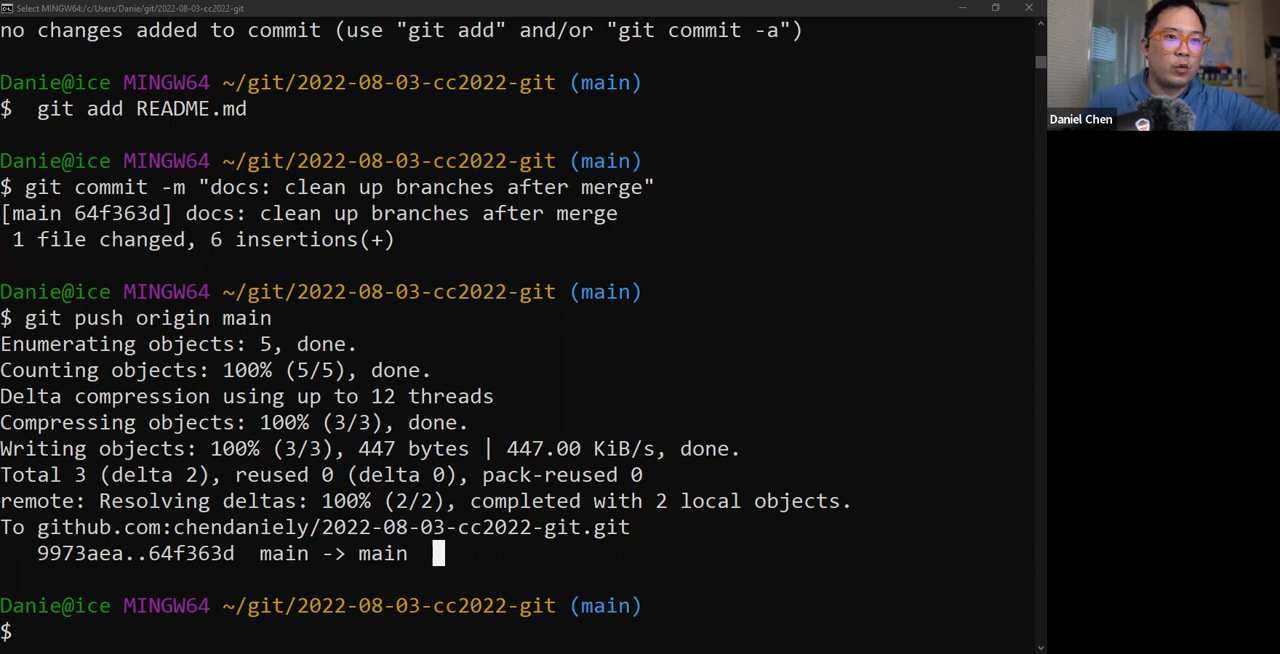 Select MINGW64:/c/Users/Danie/git/2022-08-03-cc2022-git
no changes added to commit (use "git add" and/or "git commit -a")
Danie@ice MINGW64 ~/git/2022-08-03-cc2022-git (main)
$  git add README.md
Danie@ice MINGW64 ~/git/2022-08-03-cc2022-git (main)
$ git commit -m "docs: clean up branches after merge"
[main 64f363d] docs: clean up branches after merge
 1 file changed, 6 insertions(+)
Danie@ice MINGW64 ~/git/2022-08-03-cc2022-git (main)
$ git push origin main
Enumerating objects: 5, done.
Counting objects: 100% (5/5), done.
Delta compression using up to 12 threads
Compressing objects: 100% (3/3), done.
Writing objects: 100% (3/3), 447 bytes | 447.00 KiB/s, done.
Total 3 (delta 2), reused 0 (delta 0), pack-reused 0
remote: Resolving deltas: 100% (2/2), completed with 2 local objects.
To github.com:chendaniely/2022-08-03-cc2022-git.git
   9973aea..64f363d  main -> main
Danie@ice MINGW64 ~/git/2022-08-03-cc2022-git (main)
$
Daniel Chen